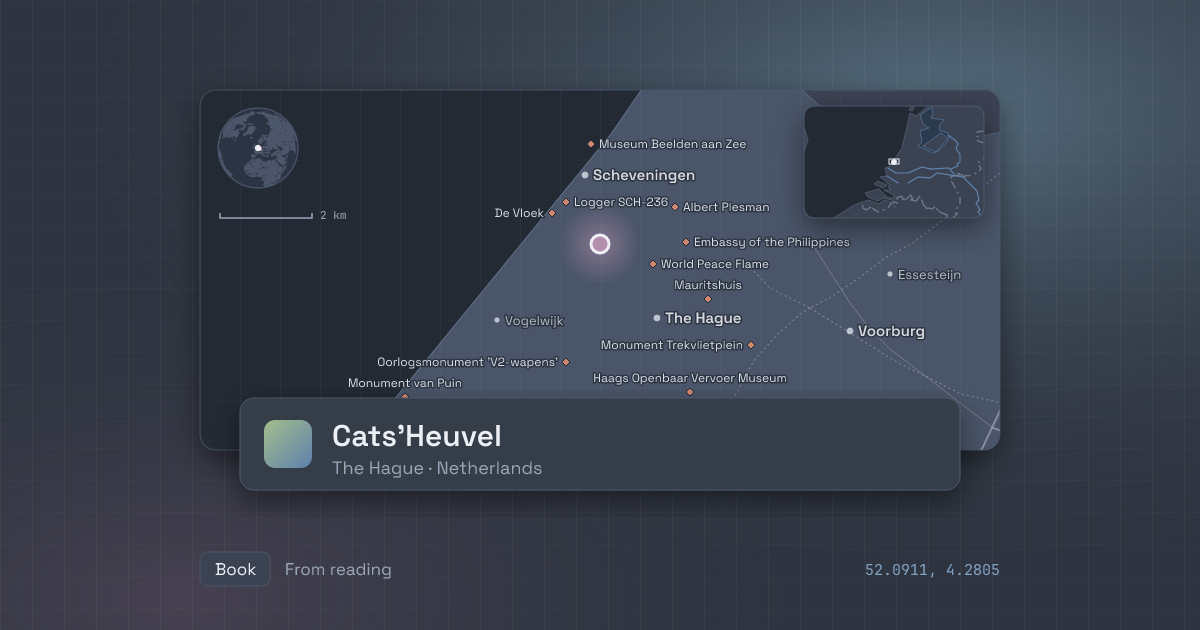 Museum Beelden aan Zee
Scheveningen
Logger SCH-236
Albert Plesman
De Vloek
2 km
Embassy of the Philippines
World Peace Flame
Essesteijn
Mauritshuis
The Hague
Vogelwijk
Voorburg
Monument Trekvlietplein
Oorlogsmonument 'V2-wapens'
Haags Openbaar Vervoer Museum
Monument van Puin
Cats'Heuvel
The Hague · Netherlands
Book From reading
52.0911, 4.2805